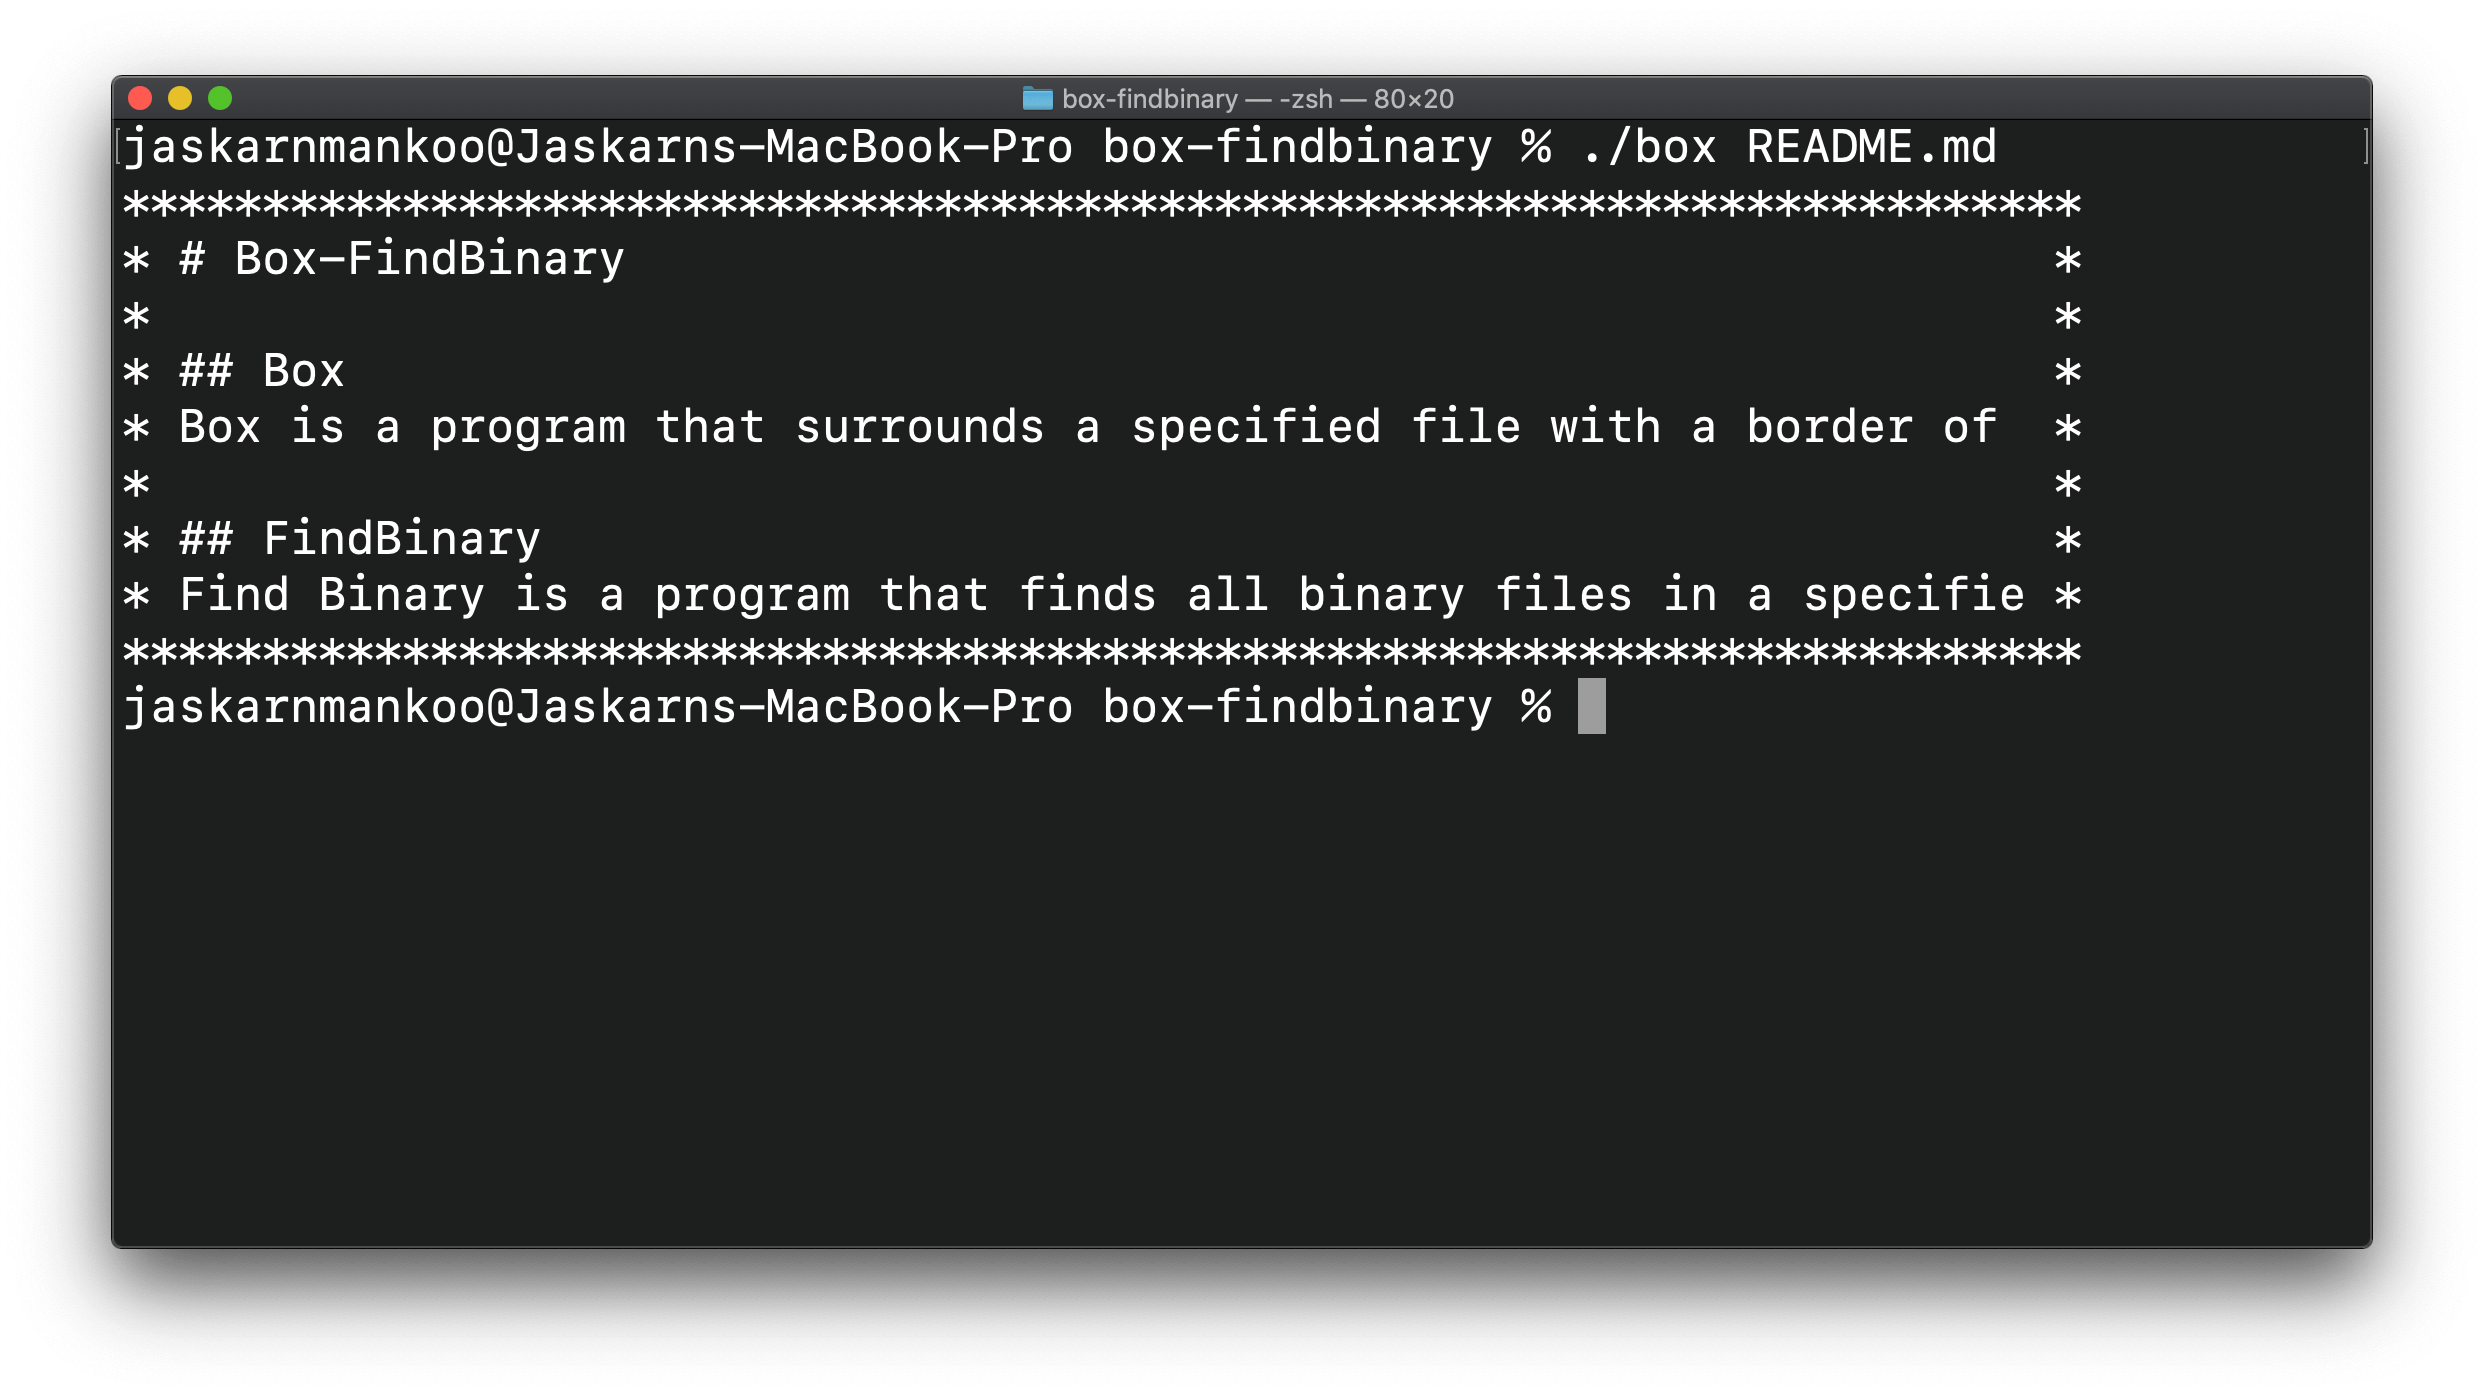 box-findbinary — -zsh — 80×20
jaskarnmankoo@Jaskarns-MacBook-Pro box-findbinary % ./box README.md
**********************************************************************
* # Box-FindBinary                                                   *
*                                                                    *
* ## Box                                                             *
* Box is a program that surrounds a specified file with a border of  *
*                                                                    *
* ## FindBinary                                                      *
* Find Binary is a program that finds all binary files in a specifie *
**********************************************************************
jaskarnmankoo@Jaskarns-MacBook-Pro box-findbinary %